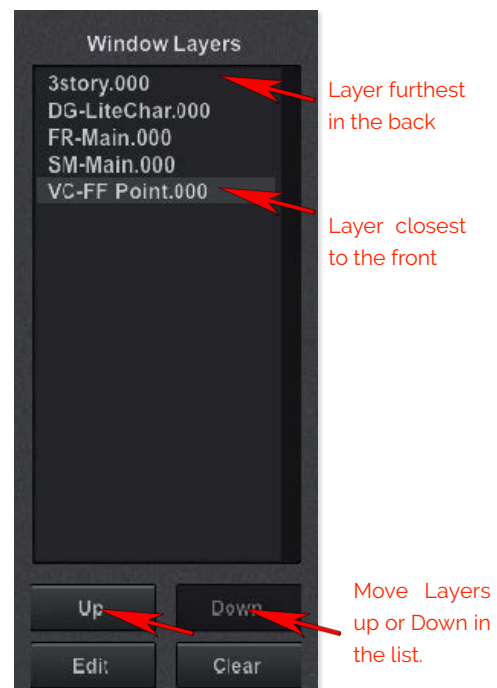 Window Layers
3story.000
DG-LiteChar.000
FR-Main.000
SM-Main.000
VC-FF Point.000
Layer furthest
in the back
Layer closest
to the front
Up
Down
Edit
Clear
Move Layers
up or Down in
the list.